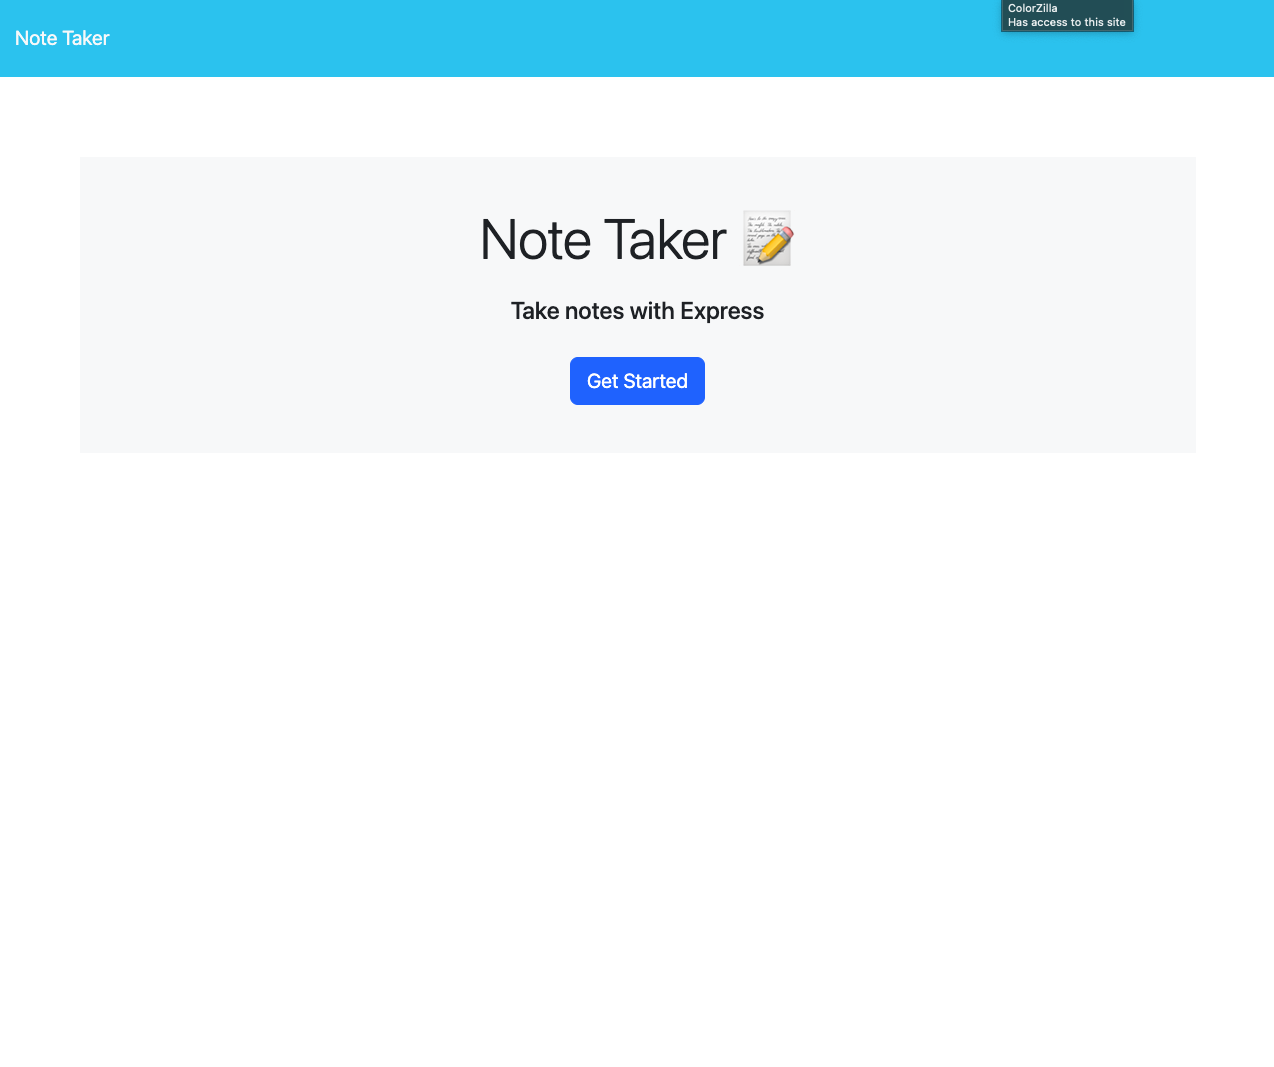 ColorZilla
Has access to this site
Note Taker
Note Taker 📝
Take notes with Express
Get Started